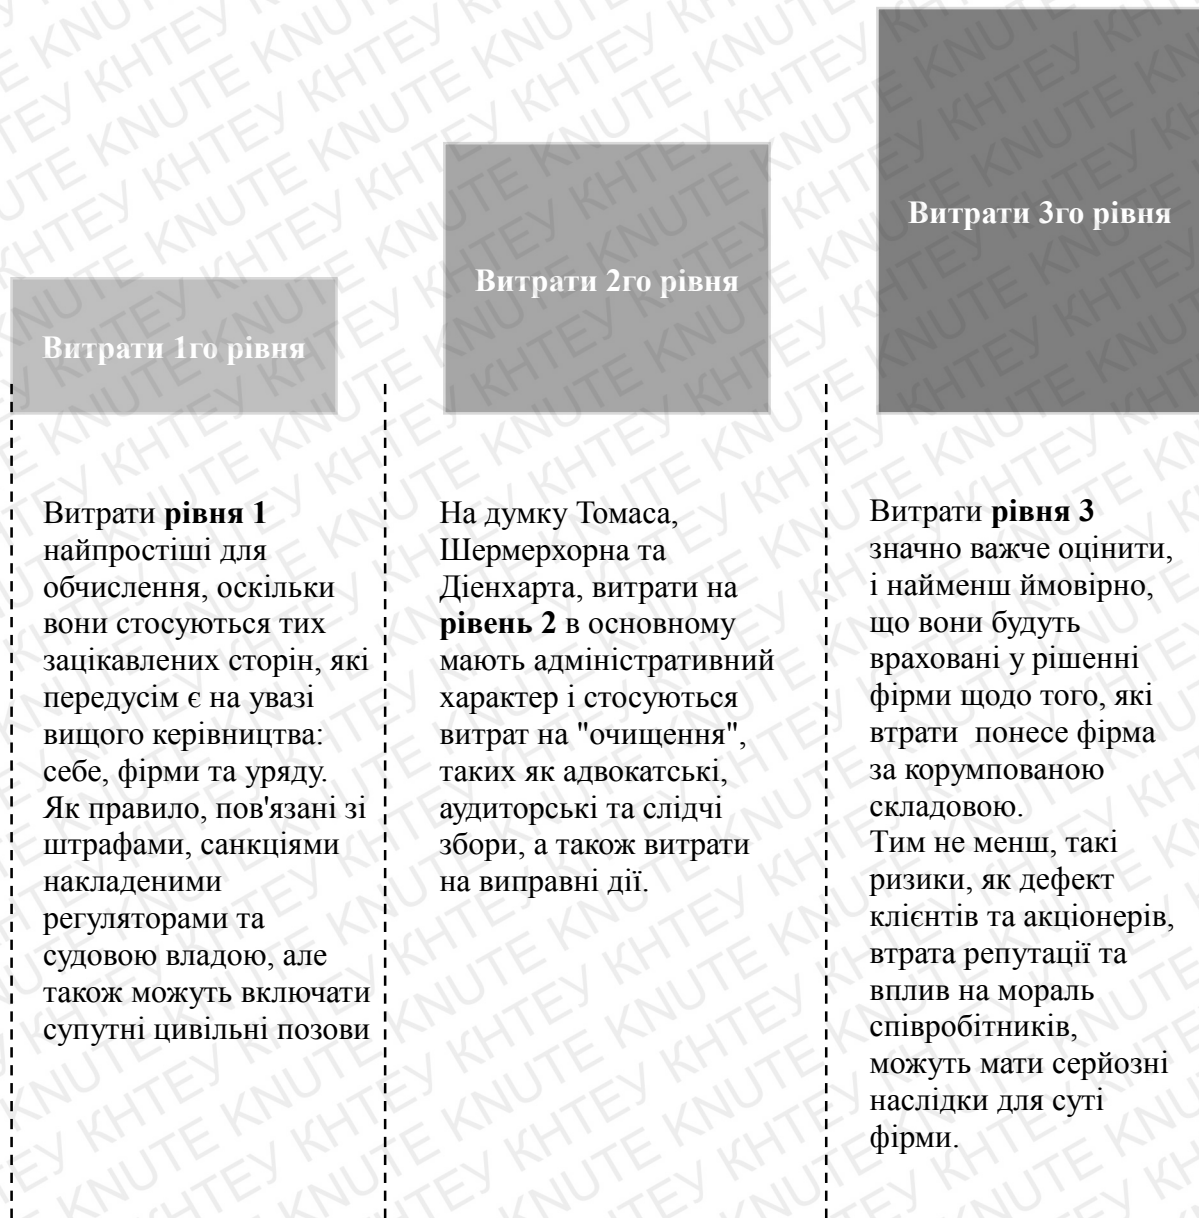 Витрати 1го рівня
Витрати 2го рівня
Витрати 3го рівня
Витрати рівня 1
найпростіші для
обчислення, оскільки
вони стосуються тих
зацікавлених сторін, які
передусім є на увазі
вищого керівництва:
себе, фірми та уряду.
Як правило, пов'язані зі
штрафами, санкціями
накладеними
регуляторами та
судовою владою, але
також можуть включати
супутні цивільні позови
На думку Томаса,
Шермерхорна та
Дієнхарта, витрати на
рівень 2 в основному
мають адміністративний
характер і стосуються
витрат на "очищення",
таких як адвокатські,
аудиторські та слідчі
збори, а також витрати
на виправні дії.
Витрати рівня 3
значно важче оцінити,
і найменш ймовірно,
що вони будуть
враховані у рішенні
фірми щодо того, які
втрати  понесе фірма
за корумпованою
складовою.
Тим не менш, такі
ризики, як дефект
клієнтів та акціонерів,
втрата репутації та
вплив на мораль
співробітників,
можуть мати серйозні
наслідки для суті
фірми.